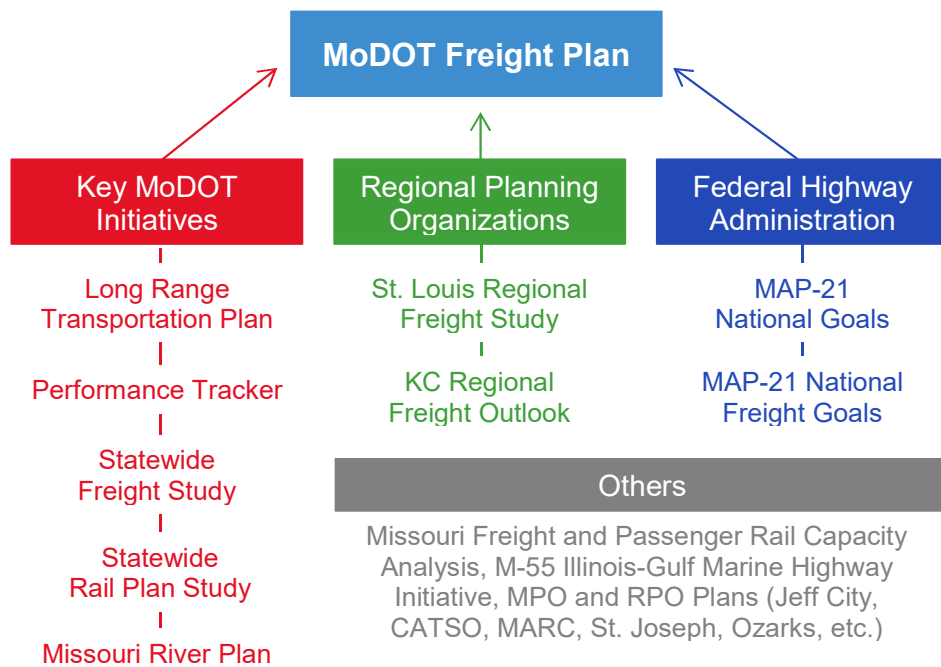 MoDOT Freight Plan
Key MoDOT
Initiatives
Long Range
Transportation Plan
Performance Tracker
Statewide
Freight Study
Statewide
Rail Plan Study
Missouri River Plan
Regional Planning
Organizations
St. Louis Regional
Freight Study
KC Regional
Freight Outlook
Federal Highway
Administration
MAP-21
National Goals
MAP-21 National
Freight Goals
Others
Missouri Freight and Passenger Rail Capacity
Analysis, M-55 Illinois-Gulf Marine Highway
Initiative, MPO and RPO Plans (Jeff City,
CATSO, MARC, St. Joseph, Ozarks, etc.)